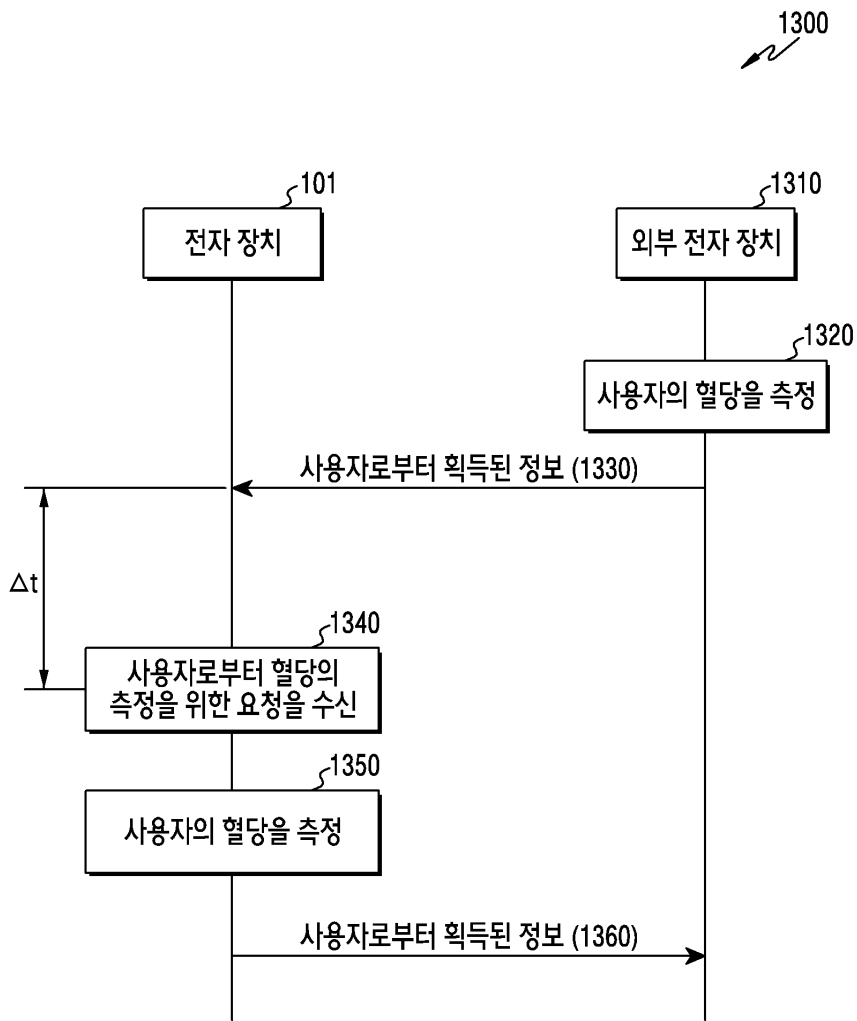 1300
101
전자 장치
1310
외부 전자 장치
1320
사용자의 혈당을 측정
사용자로부터 획득된 정보 (1330)
Δt
1340
사용자로부터 혈당의
측정을 위한 요청을 수신
1350
사용자의 혈당을 측정
사용자로부터 획득된 정보 (1360)